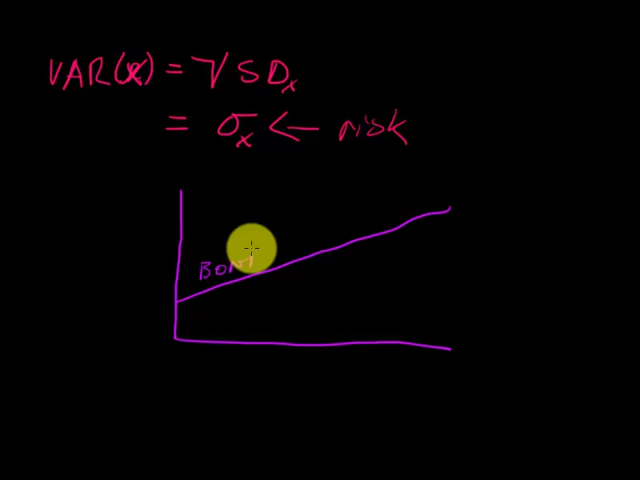 VAR(x) = √SDx
= σx ← risk
BON